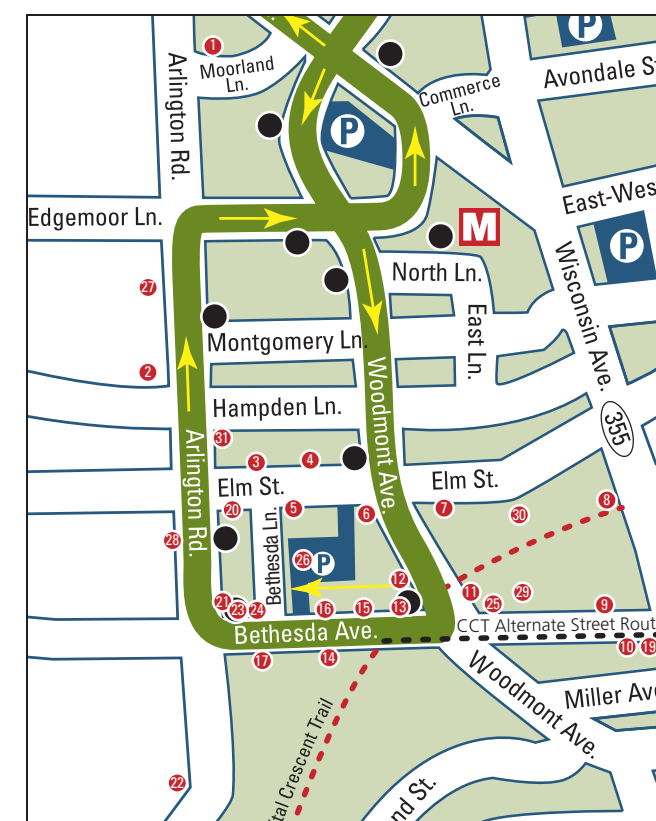 1
Moorland
Ln.
Arlington Rd.
P
Commerce
Ln.
Avondale S
P
Edgemoor Ln.
M
East-Wes
P
North Ln.
Wisconsin Ave.
27
East Ln.
Montgomery Ln.
2
Woodmont Ave.
Hampden Ln.
355
31
3
4
Arlington Rd.
Elm St.
Elm St.
20
5
6
7
30
8
28
Bethesda Ln.
26
P
12
11
29
21
23
24
16
15
13
25
9
Bethesda Ave.
CCT Alternate Street Rout
10
19
17
14
Woodmont Ave.
Miller Av
ital Crescent Trail
22
nd St.